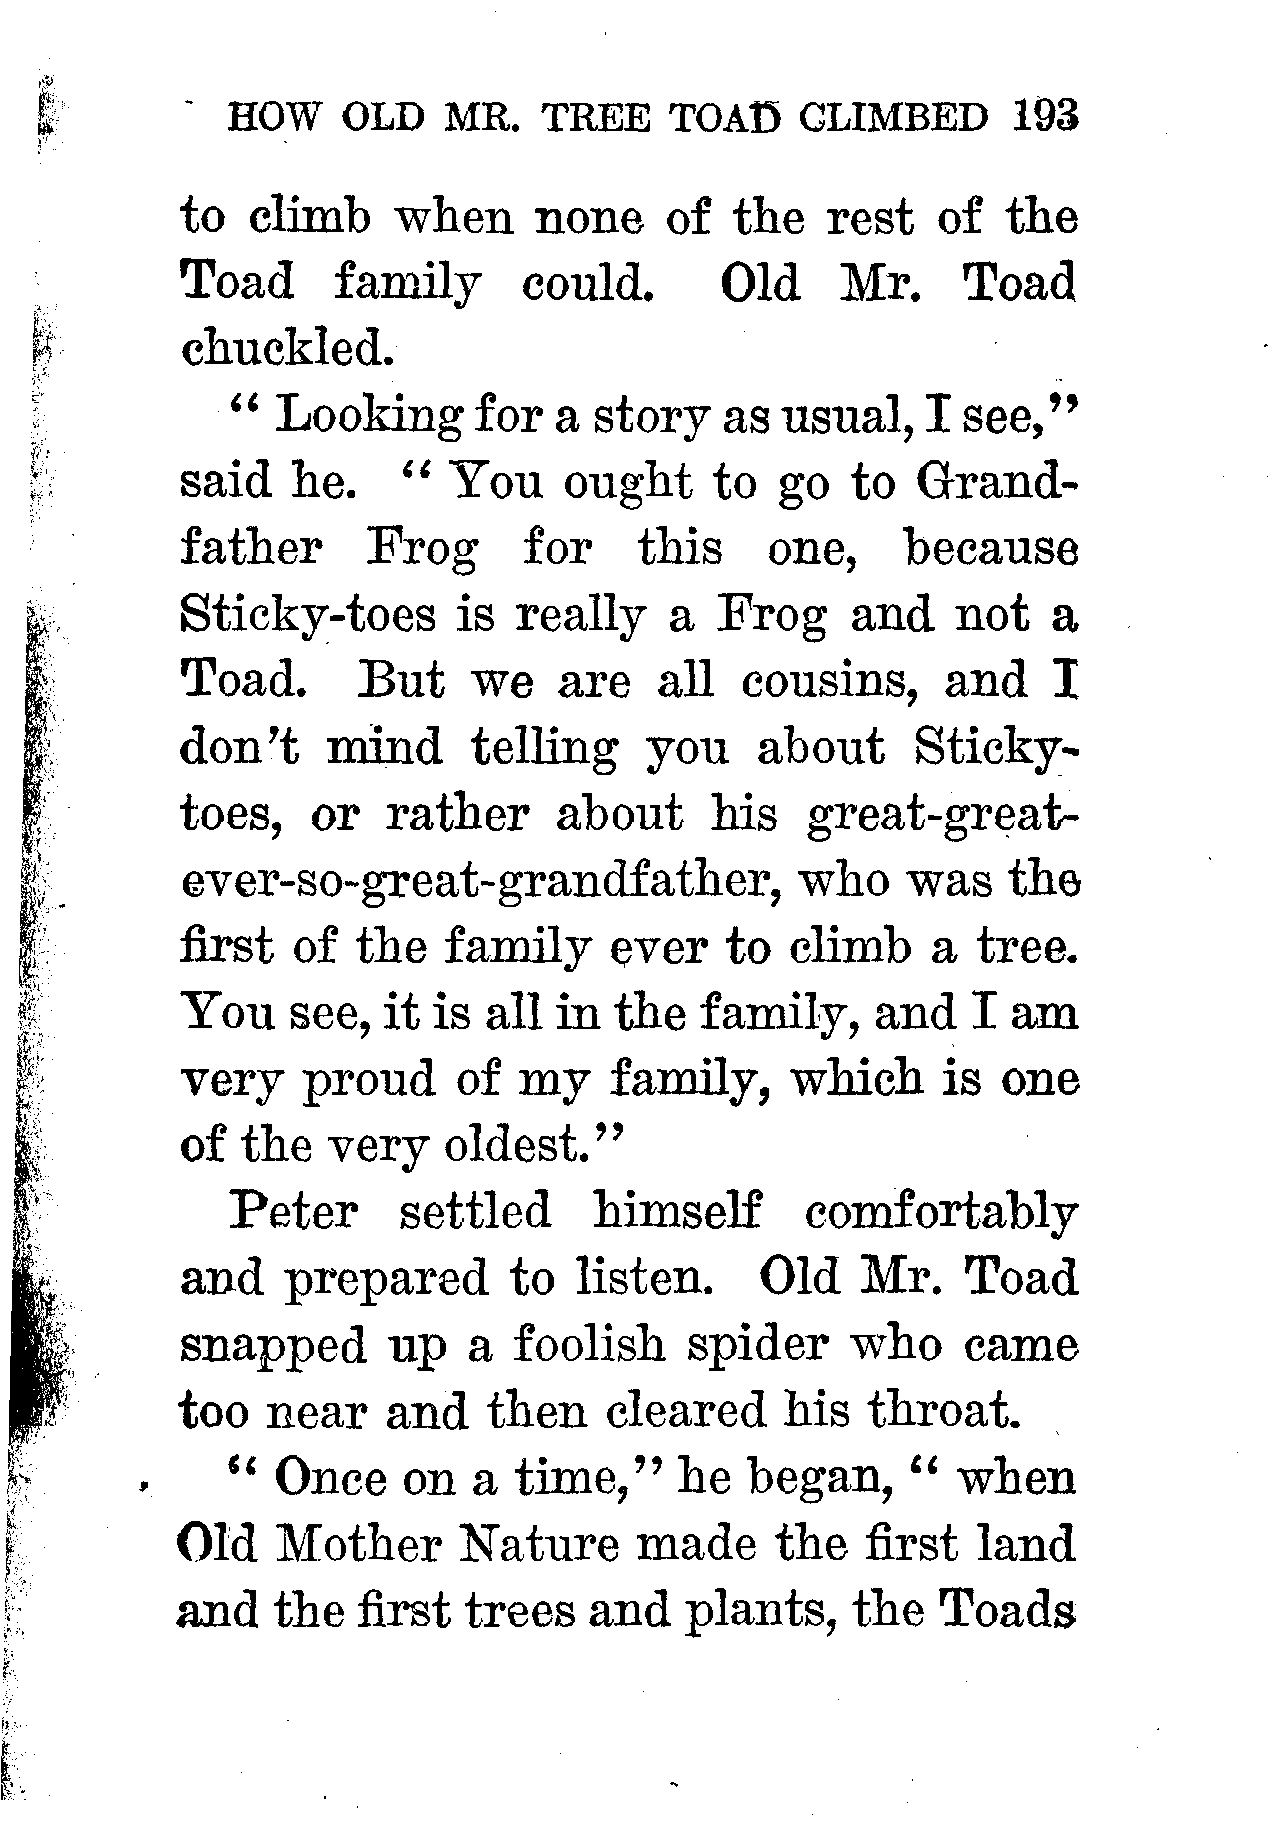 HOW OLD MR. TREE TOAD CLIMBED 193
to climb when none of the rest of the
Toad family could. Old Mr. Toad
chuckled.
" Looking for a story as usual, I see,"
said he. " You ought to go to Grand-
father Frog for this one, because
Sticky-toes is really a Frog and not a
Toad. But we are all cousins, and I
don't mind telling you about Sticky-
toes, or rather about his great-great-
ever-so-great-grandfather, who was the
first of the family ever to climb a tree.
You see, it is all in the family, and I am
very proud of my family, which is one
of the very oldest."
Peter settled himself comfortably
and prepared to listen. Old Mr. Toad
snapped up a foolish spider who came
too near and then cleared his throat.
" Once on a time," he began, " when
Old Mother Nature made the first land
and the first trees and plants, the Toads